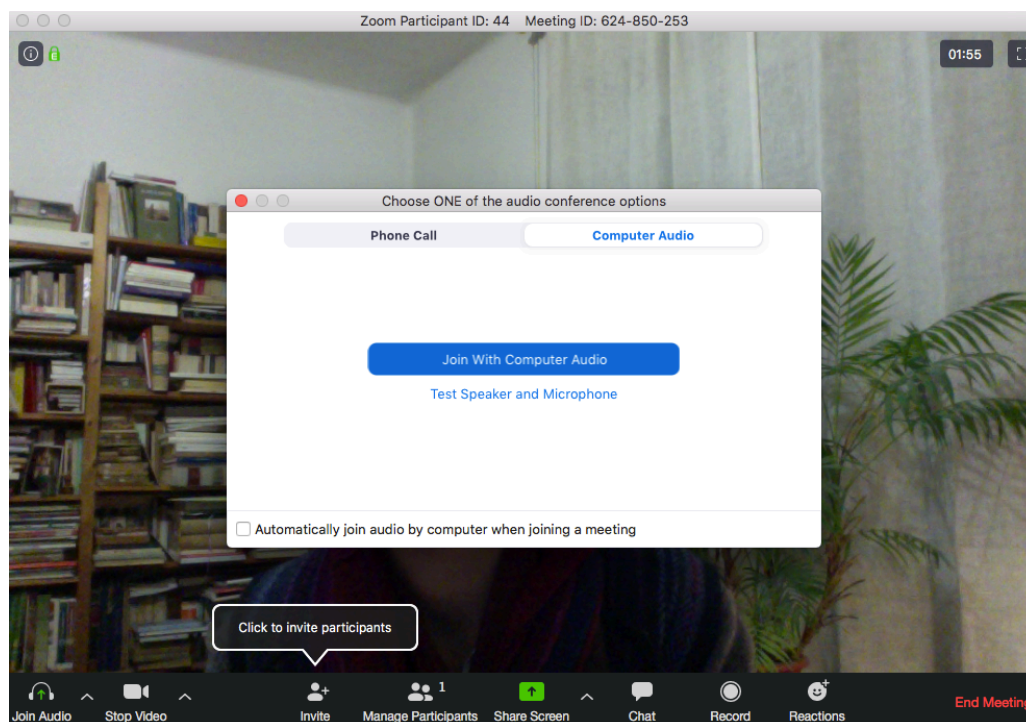 Zoom Participant ID: 44 Meeting ID: 624-850-253
01:55
Choose ONE of the audio conference options
Phone Call Computer Audio
Join With Computer Audio
Test Speaker and Microphone
Automatically join audio by computer when joining a meeting
Click to invite participants
1
Join Audio Stop Video Invite Manage Participants Share Screen Chat Record Reactions End Meeting